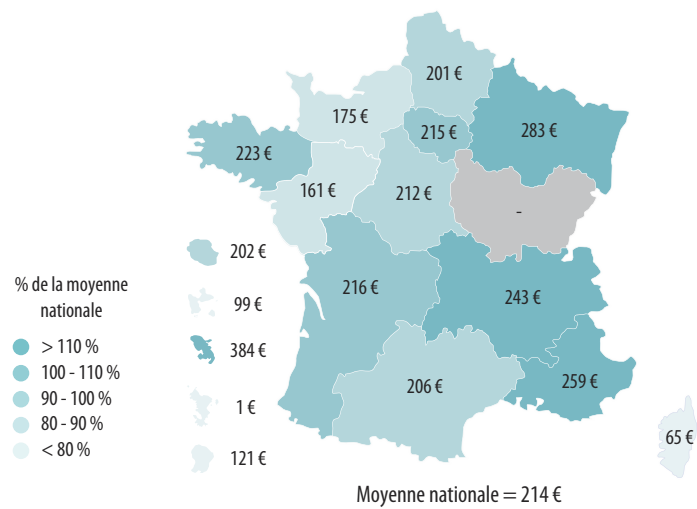 201 €
175 €
215 €
283 €
223 €
161 €
212 €
-
202 €
216 €
243 €
99 €
384 €
206 €
259 €
1 €
121 €
65 €
% de la moyenne
nationale
> 110 %
100 - 110 %
90 - 100 %
80 - 90 %
< 80 %
Moyenne nationale = 214 €